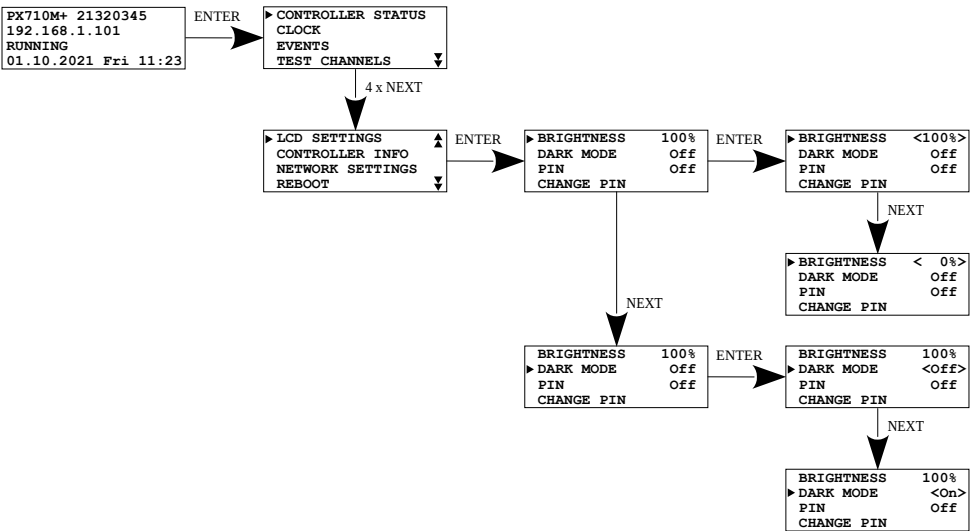 PX710M+ 21320345
192.168.1.101
RUNNING
01.10.2021 Fri 11:23
ENTER
CONTROLLER STATUS
CLOCK
EVENTS
TEST CHANNELS
4 x NEXT
LCD SETTINGS
CONTROLLER INFO
NETWORK SETTINGS
REBOOT
ENTER
BRIGHTNESS 100%
DARK MODE Off
PIN Off
CHANGE PIN
ENTER
BRIGHTNESS <100%>
DARK MODE Off
PIN Off
CHANGE PIN
NEXT
BRIGHTNESS < 0%>
DARK MODE Off
PIN Off
CHANGE PIN
NEXT
BRIGHTNESS 100%
DARK MODE Off
PIN Off
CHANGE PIN
ENTER
BRIGHTNESS 100%
DARK MODE <Off>
PIN Off
CHANGE PIN
NEXT
BRIGHTNESS 100%
DARK MODE <On>
PIN Off
CHANGE PIN